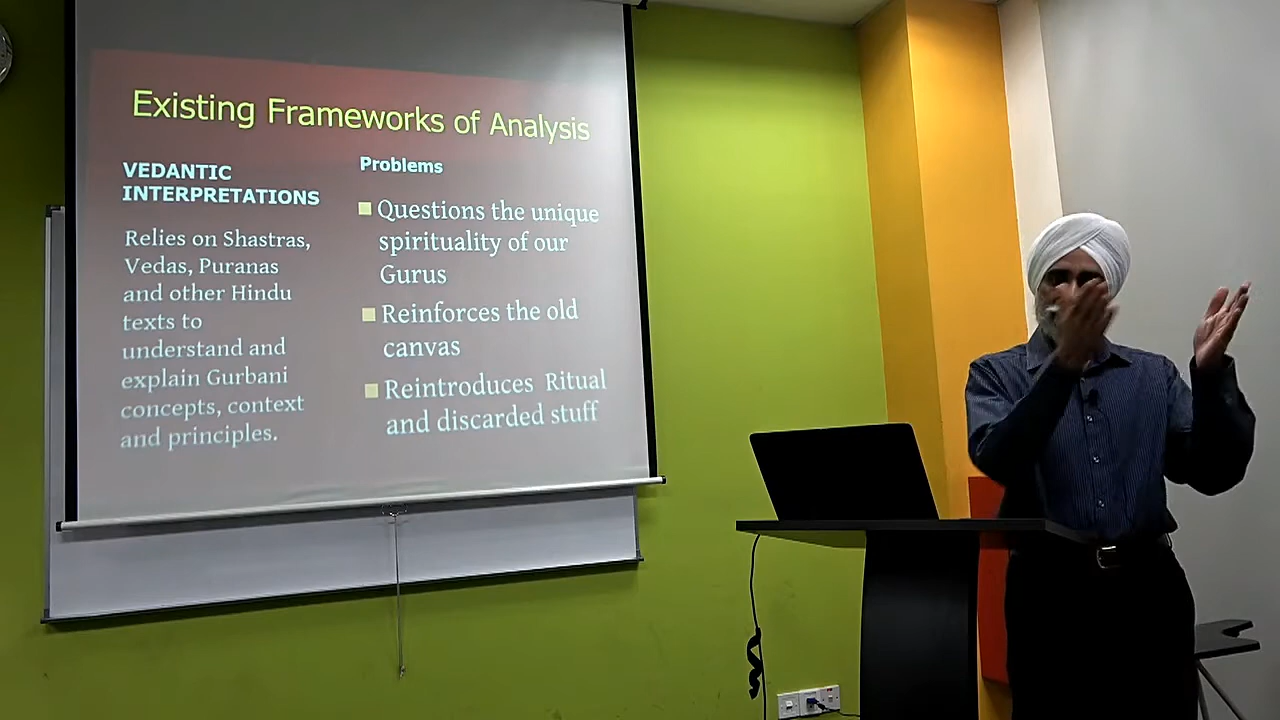 Existing Frameworks of Analysis
VEDANTIC
INTERPRETATIONS
Relies on Shastras,
Vedas, Puranas
and other Hindu
texts to
understand and
explain Gurbani
concepts, context
and principles.
Problems
Questions the unique
spirituality of our
Gurus
Reinforces the old
canvas
Reintroduces Ritual
and discarded stuff